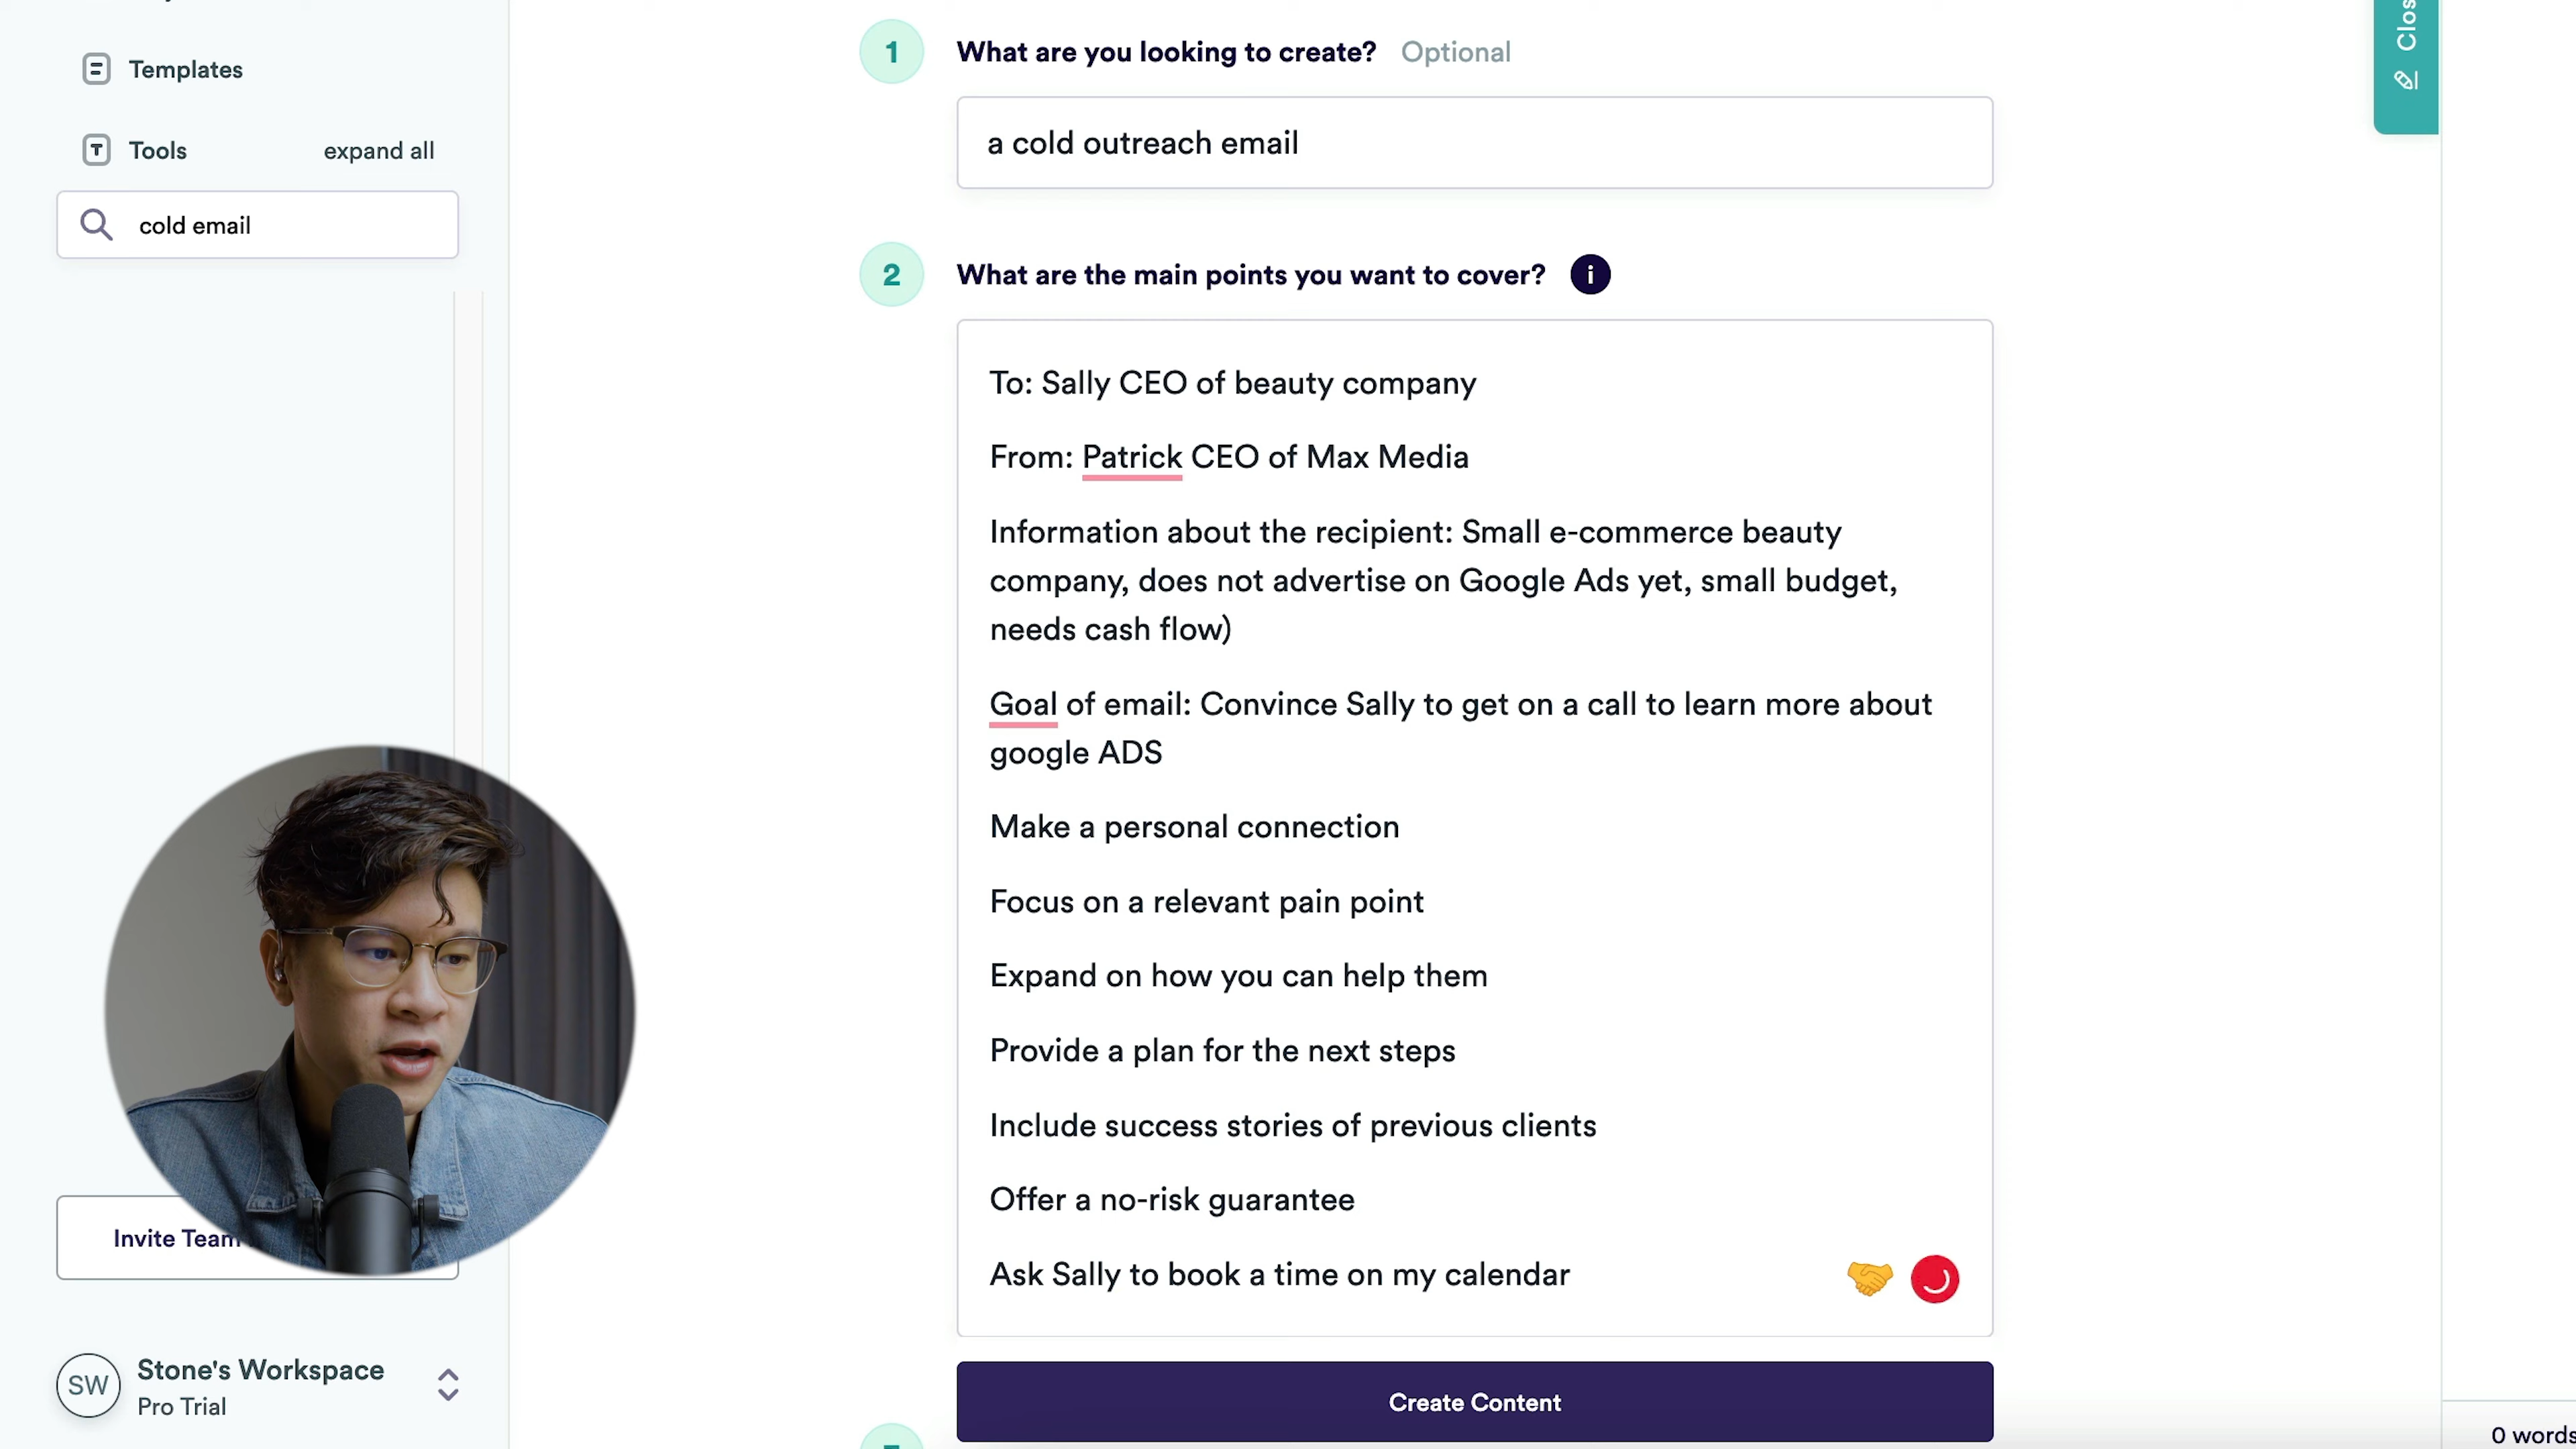 Templates
Tools expand all
cold email
Invite Team
SW Stone's Workspace
Pro Trial
1 What are you looking to create? Optional
a cold outreach email
2 What are the main points you want to cover? i
To: Sally CEO of beauty company
From: Patrick CEO of Max Media
Information about the recipient: Small e-commerce beauty
company, does not advertise on Google Ads yet, small budget,
needs cash flow)
Goal of email: Convince Sally to get on a call to learn more about
google ADS
Make a personal connection
Focus on a relevant pain point
Expand on how you can help them
Provide a plan for the next steps
Include success stories of previous clients
Offer a no-risk guarantee
Ask Sally to book a time on my calendar
Create Content
Clos
0 words